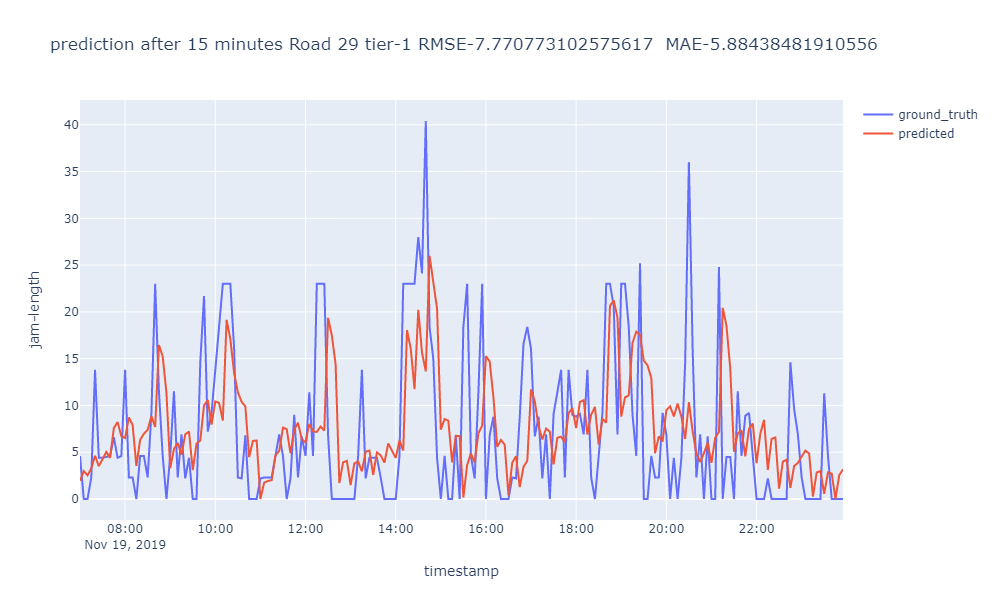 prediction after 15 minutes Road 29 tier-1 RMSE-7.770773102575617  MAE-5.88438481910556
ground_truth
predicted
40
35
30
25
20
15
10
5
0
jam-length
08:00 10:00 12:00 14:00 16:00 18:00 20:00 22:00
Nov 19, 2019
timestamp